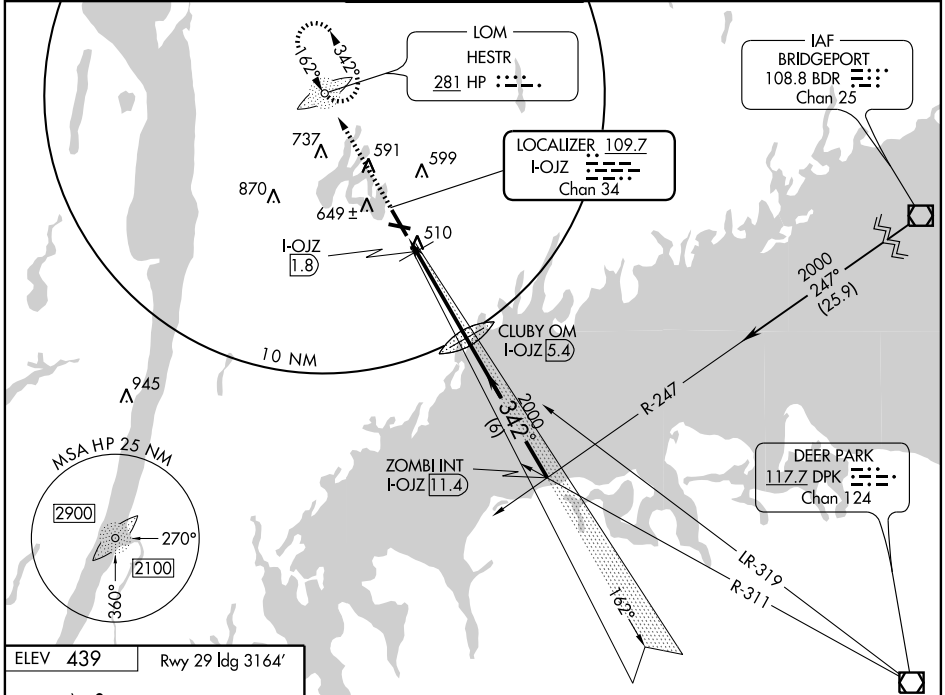 LOM
HESTR
281 HP
342°
162°
IAF
BRIDGEPORT
108.8 BDR
Chan 25
737
591
599
LOCALIZER 109.7
I-OJZ
Chan 34
870
649 ±
510
I-OJZ
1.8
2000
247°
(25.9)
CLUBY OM
I-OJZ 5.4
10 NM
R-247
945
2000
342°
(6)
MSA HP 25 NM
ZOMBI INT
I-OJZ 11.4
DEER PARK
117.7 DPK
Chan 124
2900
270°
2100
360°
LR-319
R-311
162°
ELEV 439
Rwy 29 ldg 3164'